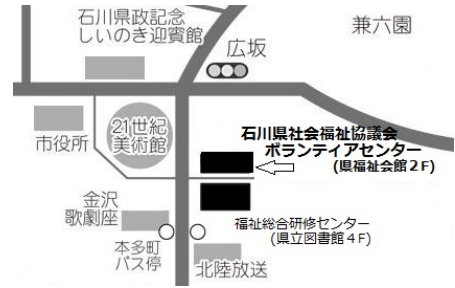 石川県政記念
しいのき迎賓館
広坂
兼六園
市役所
21世紀
美術館
石川県社会福祉協議会
ボランティアセンター
(県福祉会館２F)
金沢
歌劇座
福祉総合研修センター
(県立図書館４F)
本多町
バス停
北陸放送